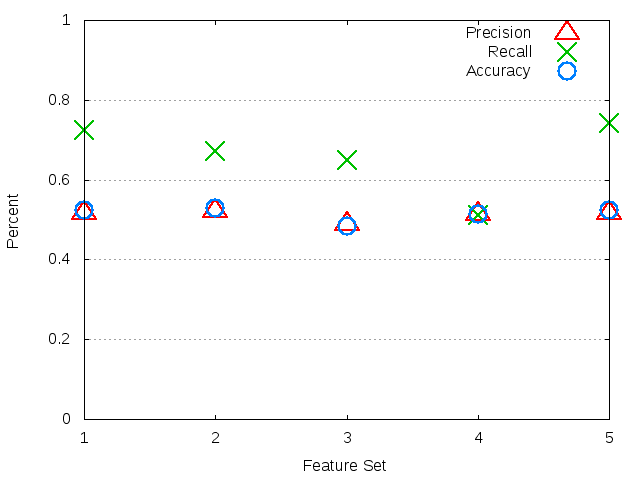 Precision
Recall
Accuracy
1
0.8
0.6
0.4
0.2
0
Percent
1 2 3 4 5
Feature Set